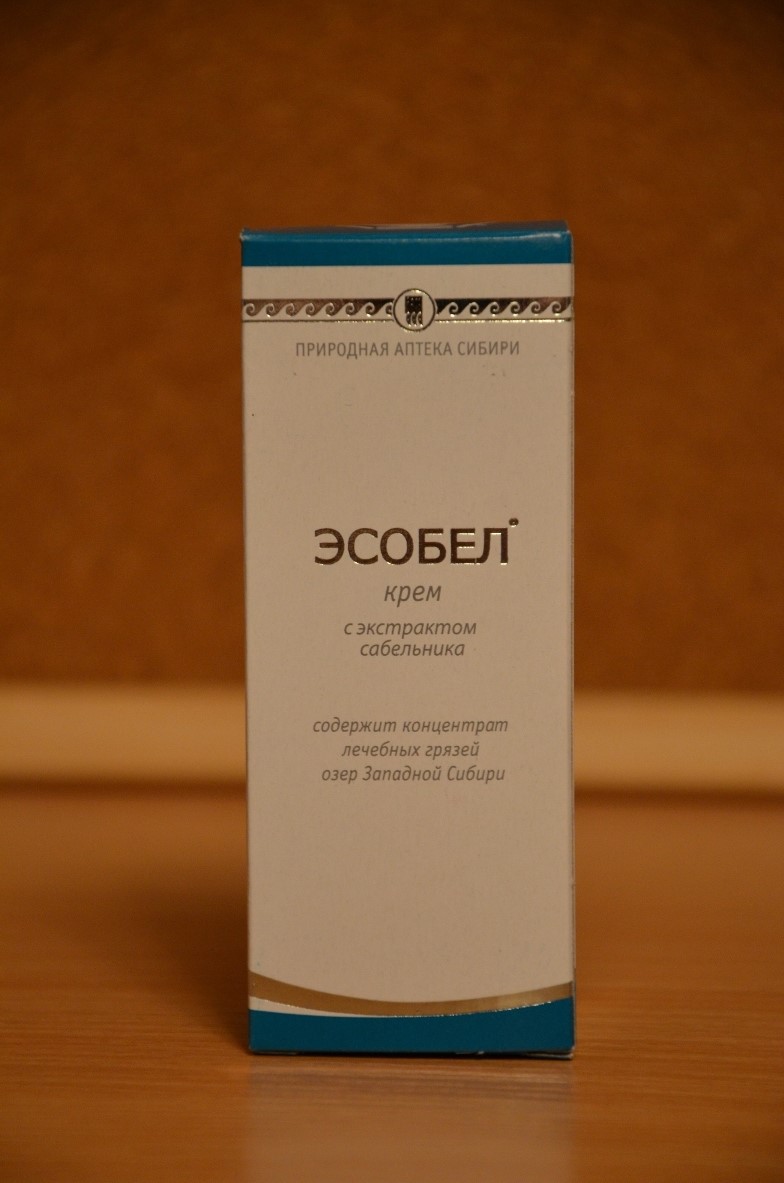 ПРИРОДНАЯ АПТЕКА СИБИРИ
ЭСОБЕЛ®
крем
с экстрактом
сабельника
содержит концентрат
лечебных грязей
озер Западной Сибири